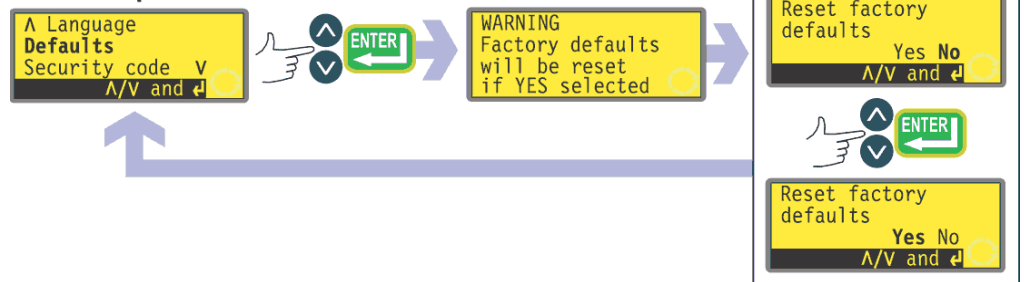 Λ Language
Defaults
Security code V
Λ/V and ↲
ENTER
WARNING
Factory defaults
will be reset
if YES selected
Reset factory
defaults
Yes No
Λ/V and ↲
ENTER
Reset factory
defaults
Yes No
Λ/V and ↲